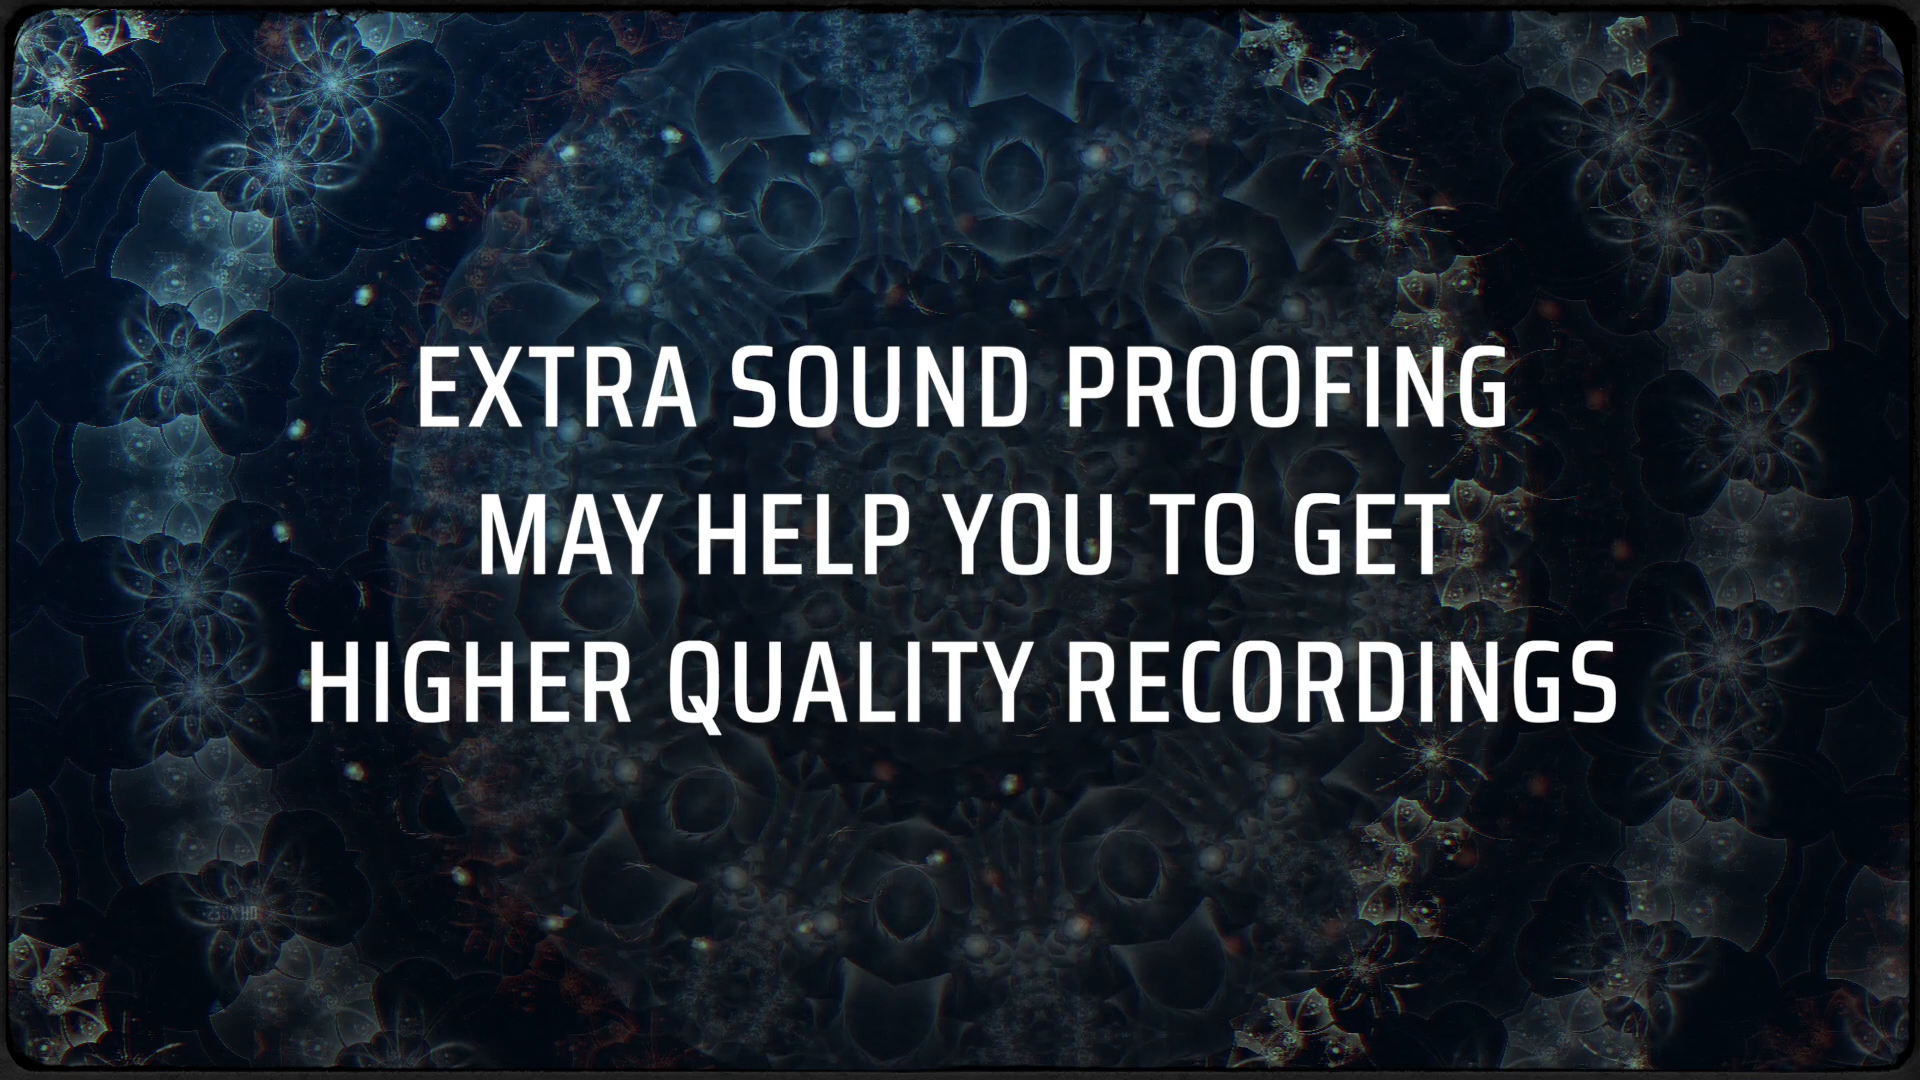 EXTRA SOUND PROOFING
MAY HELP YOU TO GET
HIGHER QUALITY RECORDINGS